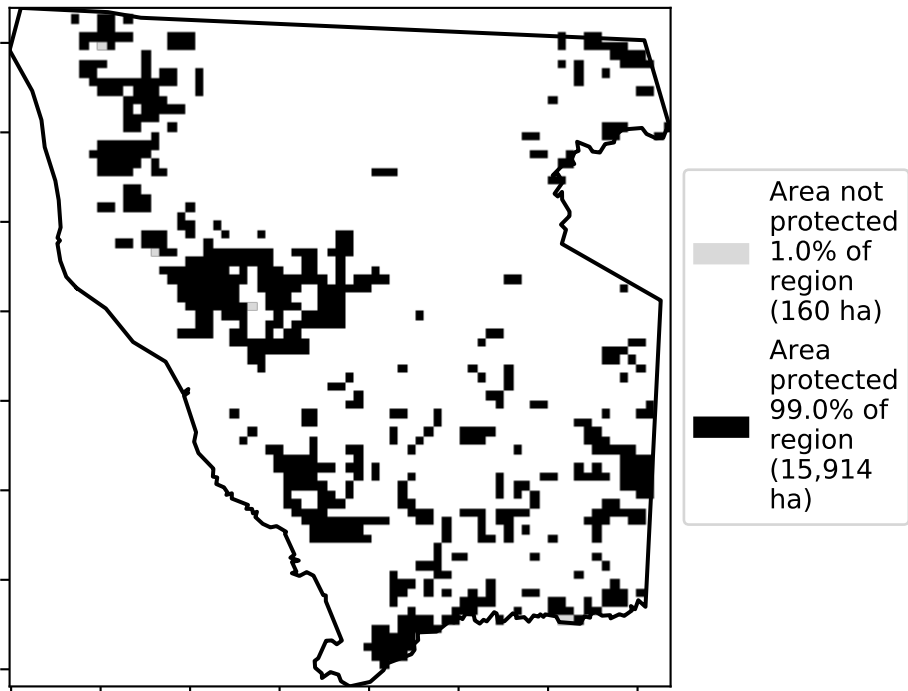 Area not
protected
1.0% of
region
(160 ha)
Area
protected
99.0% of
region
(15,914
ha)